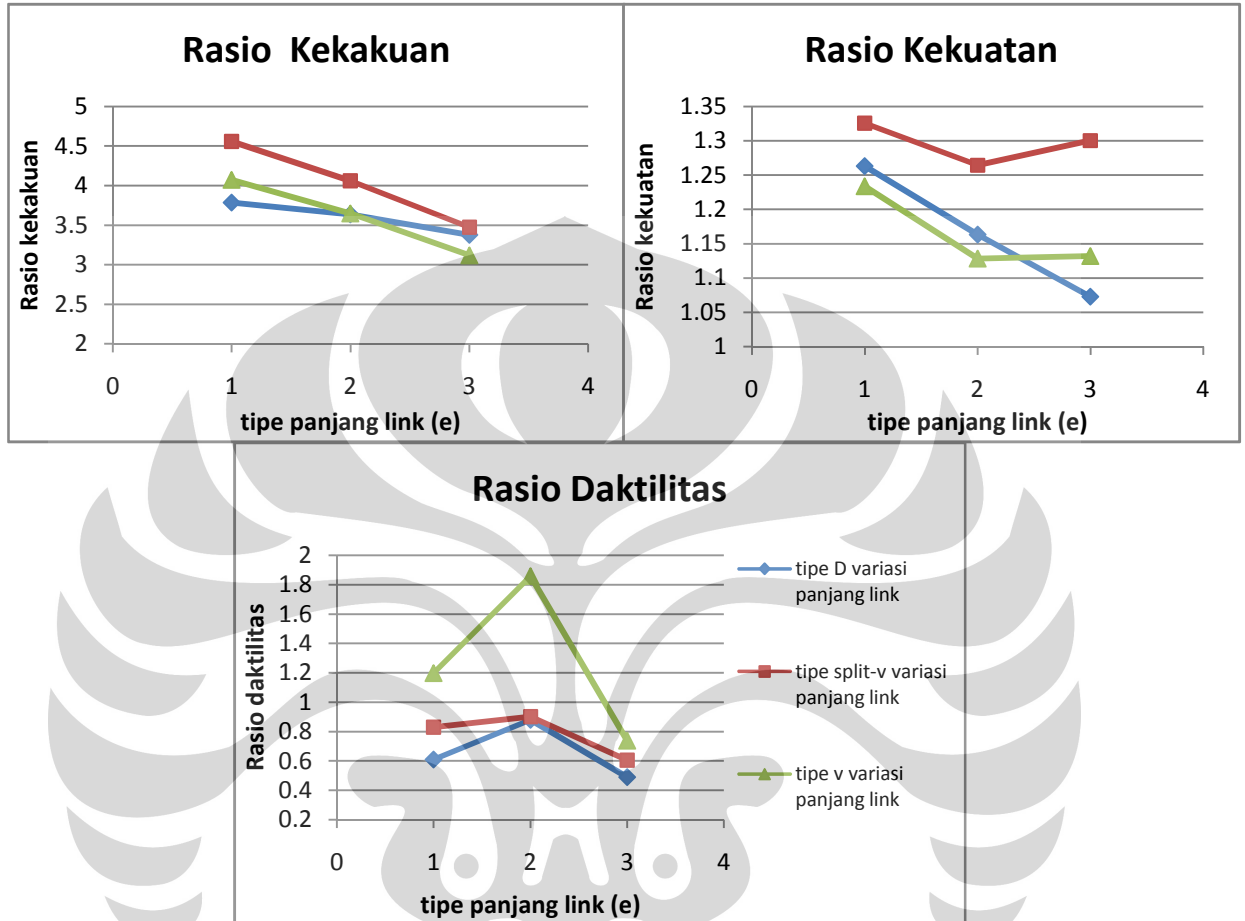 Rasio Kekakuan
5
4.5
4
3.5
3
2.5
2
0 1 2 3 4
Rasio kekakuan
tipe panjang link (e)
Rasio Kekuatan
1.35
1.3
1.25
1.2
1.15
1.1
1.05
1
0 1 2 3 4
Rasio kekuatan
tipe panjang link (e)
Rasio Daktilitas
2
1.8
1.6
1.4
1.2
1
0.8
0.6
0.4
0.2
0 1 2 3 4
Rasio daktilitas
tipe panjang link (e)
tipe D variasi
panjang link
tipe split-v variasi
panjang link
tipe v variasi
panjang link